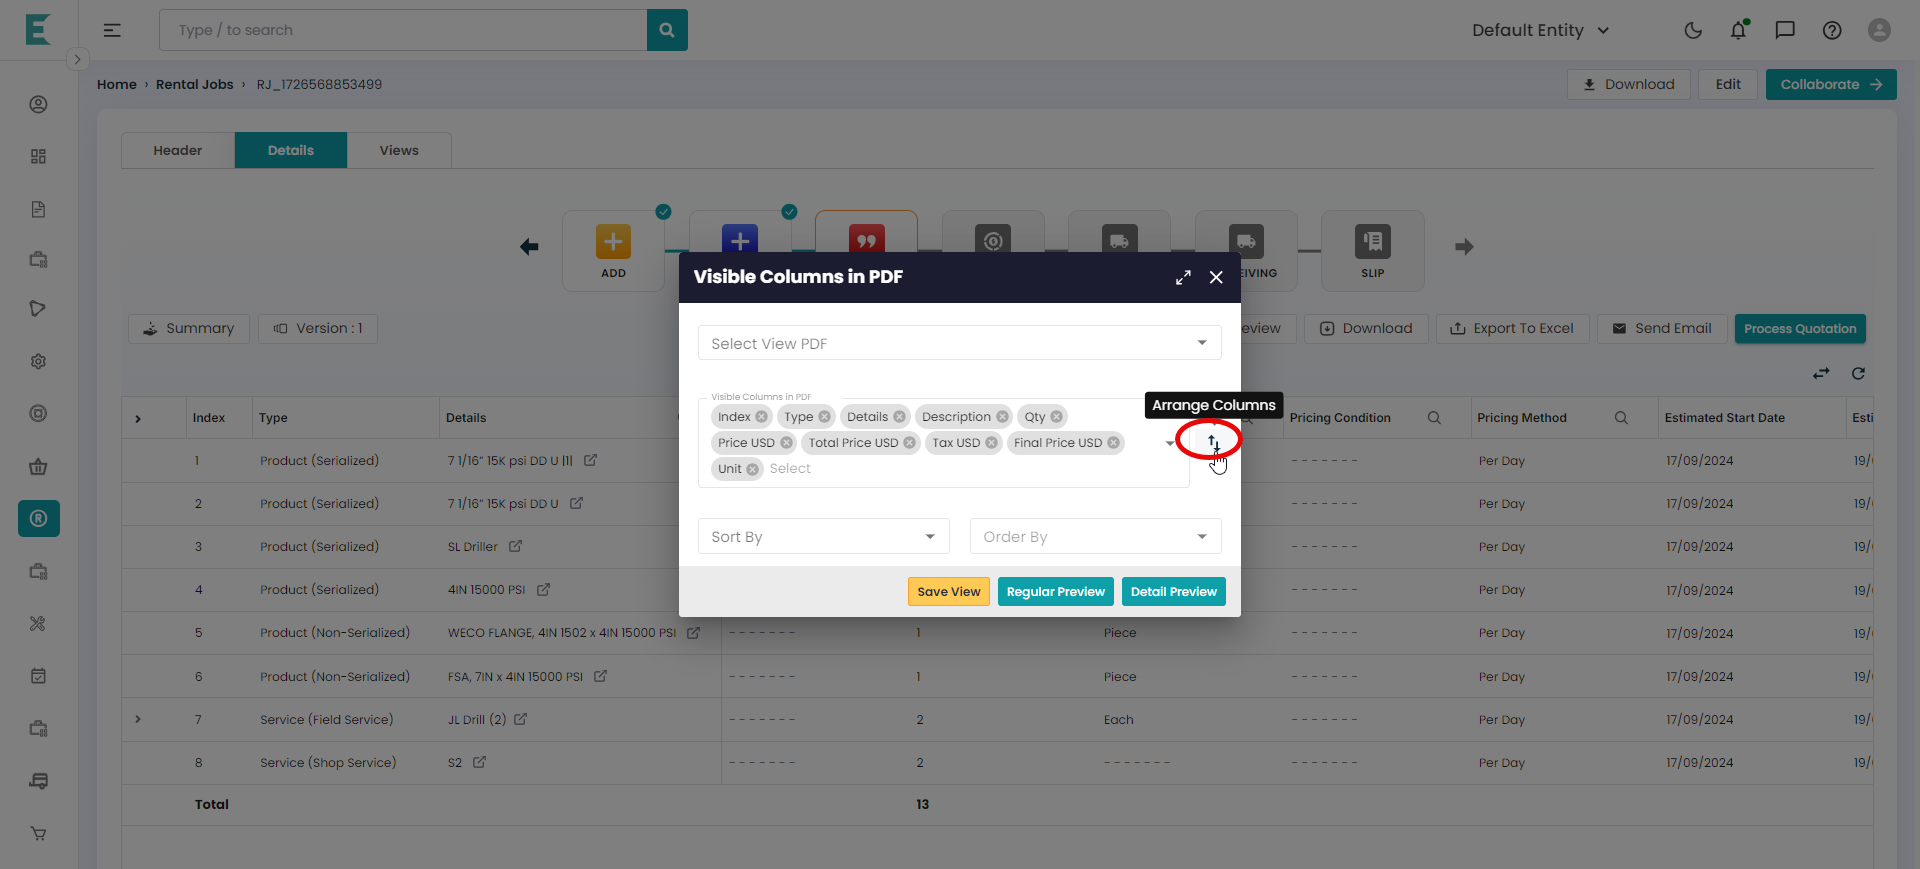 Type / to search
Default Entity
Home › Rental Jobs › RJ_1726568853499
Download
Edit
Collaborate
Header
Details
Views
ADD
EIVING
SLIP
Visible Columns in PDF
Summary
Version : 1
eview
Download
Export To Excel
Send Email
Process Quotation
Select View PDF
Visible Columns in PDF
Index Type Details Description Qty
Price USD Total Price USD Tax USD Final Price USD
Unit Select
Arrange Columns
Sort By
Order By
Save View
Regular Preview
Detail Preview
Index Type Details Pricing Condition Pricing Method Estimated Start Date Esti
1 Product (Serialized) 7 1/16" 15K psi DD U |1| - - - - - - - Per Day 17/09/2024 19/
2 Product (Serialized) 7 1/16" 15K psi DD U - - - - - - - Per Day 17/09/2024 19/
3 Product (Serialized) SL Driller - - - - - - - Per Day 17/09/2024 19/
4 Product (Serialized) 4IN 15000 PSI - - - - - - - Per Day 17/09/2024 19/
5 Product (Non-Serialized) WECO FLANGE, 4IN 1502 x 4IN 15000 PSI - - - - - - - 1 Piece - - - - - - - Per Day 17/09/2024 19/
6 Product (Non-Serialized) FSA, 7IN x 4IN 15000 PSI - - - - - - - 1 Piece - - - - - - - Per Day 17/09/2024 19/
7 Service (Field Service) JL Drill (2) - - - - - - - 2 Each - - - - - - - Per Day 17/09/2024 19/
8 Service (Shop Service) S2 - - - - - - - 2 - - - - - - - - - - - - - - Per Day 17/09/2024 19/
Total 13